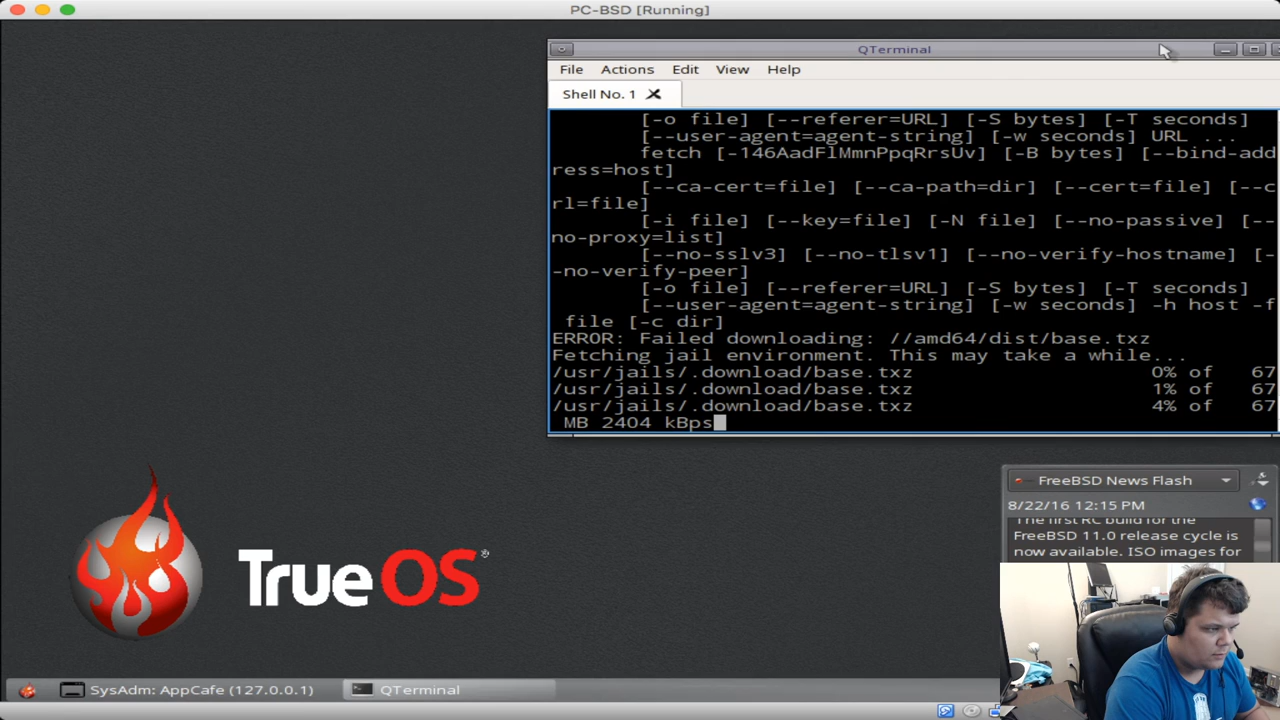 PC-BSD [Running]
QTerminal
File Actions Edit View Help
Shell No. 1
[-o file] [--referer=URL] [-S bytes] [-T seconds]
[--user-agent=agent-string] [-w seconds] URL ...
fetch [-146AadFlMmnPpqRrsUv] [-B bytes] [--bind-add
ress=host]
[--ca-cert=file] [--ca-path=dir] [--cert=file] [--c
rl=file]
[-i file] [--key=file] [-N file] [--no-passive] [--
no-proxy=list]
[--no-sslv3] [--no-tlsv1] [--no-verify-hostname] [-
-no-verify-peer]
[-o file] [--referer=URL] [-S bytes] [-T seconds]
[--user-agent=agent-string] [-w seconds] -h host -f
file [-c dir]
ERROR: Failed downloading: //amd64/dist/base.txz
Fetching jail environment. This may take a while...
/usr/jails/.download/base.txz 0% of 67
/usr/jails/.download/base.txz 1% of 67
/usr/jails/.download/base.txz 4% of 67
MB 2404 kBps
FreeBSD News Flash
8/22/16 12:15 PM
The first RC build for the
FreeBSD 11.0 release cycle is
now available. ISO images for
TrueOS®
SysAdm: AppCafe (127.0.0.1)
QTerminal